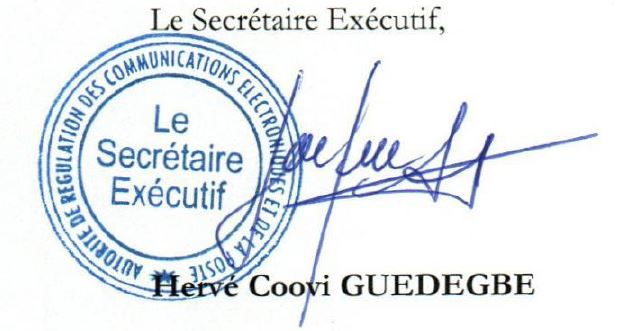 Le Secrétaire Exécutif,
AUTORITE DE REGULATION DES COMMUNICATIONS ELECTRONIQUES ET DE LA POSTE
Le
Secrétaire
Exécutif
Hervé Coovi GUEDEGBE